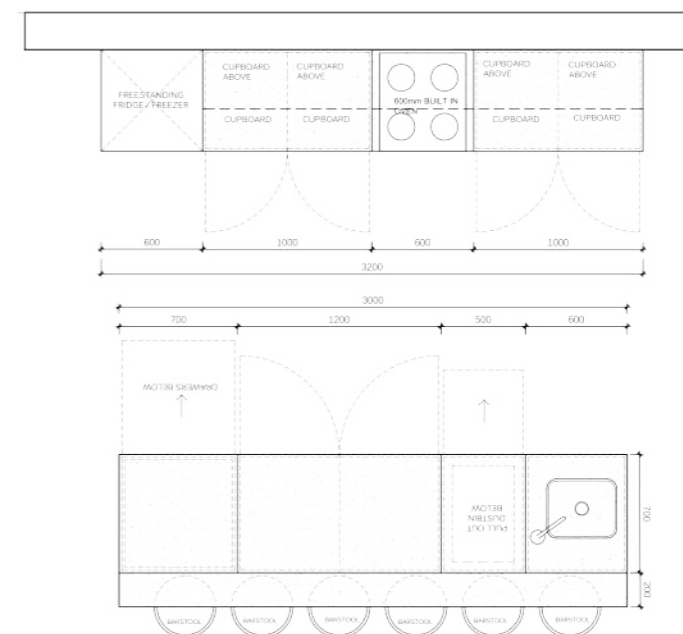 CUPBOARD
ABOVE
CUPBOARD
ABOVE
CUPBOARD
ABOVE
CUPBOARD
ABOVE
FREESTANDING
FRIDGE / FREEZER
600mm BUILT IN
OVEN
CUPBOARD
CUPBOARD
CUPBOARD
CUPBOARD
600
1000
600
1000
3200
3000
700
1200
500
600
DRAWERS BELOW
PULL OUT
DUSTBIN
BELOW
700
200
BARSTOOL
BARSTOOL
BARSTOOL
BARSTOOL
BARSTOOL
BARSTOOL